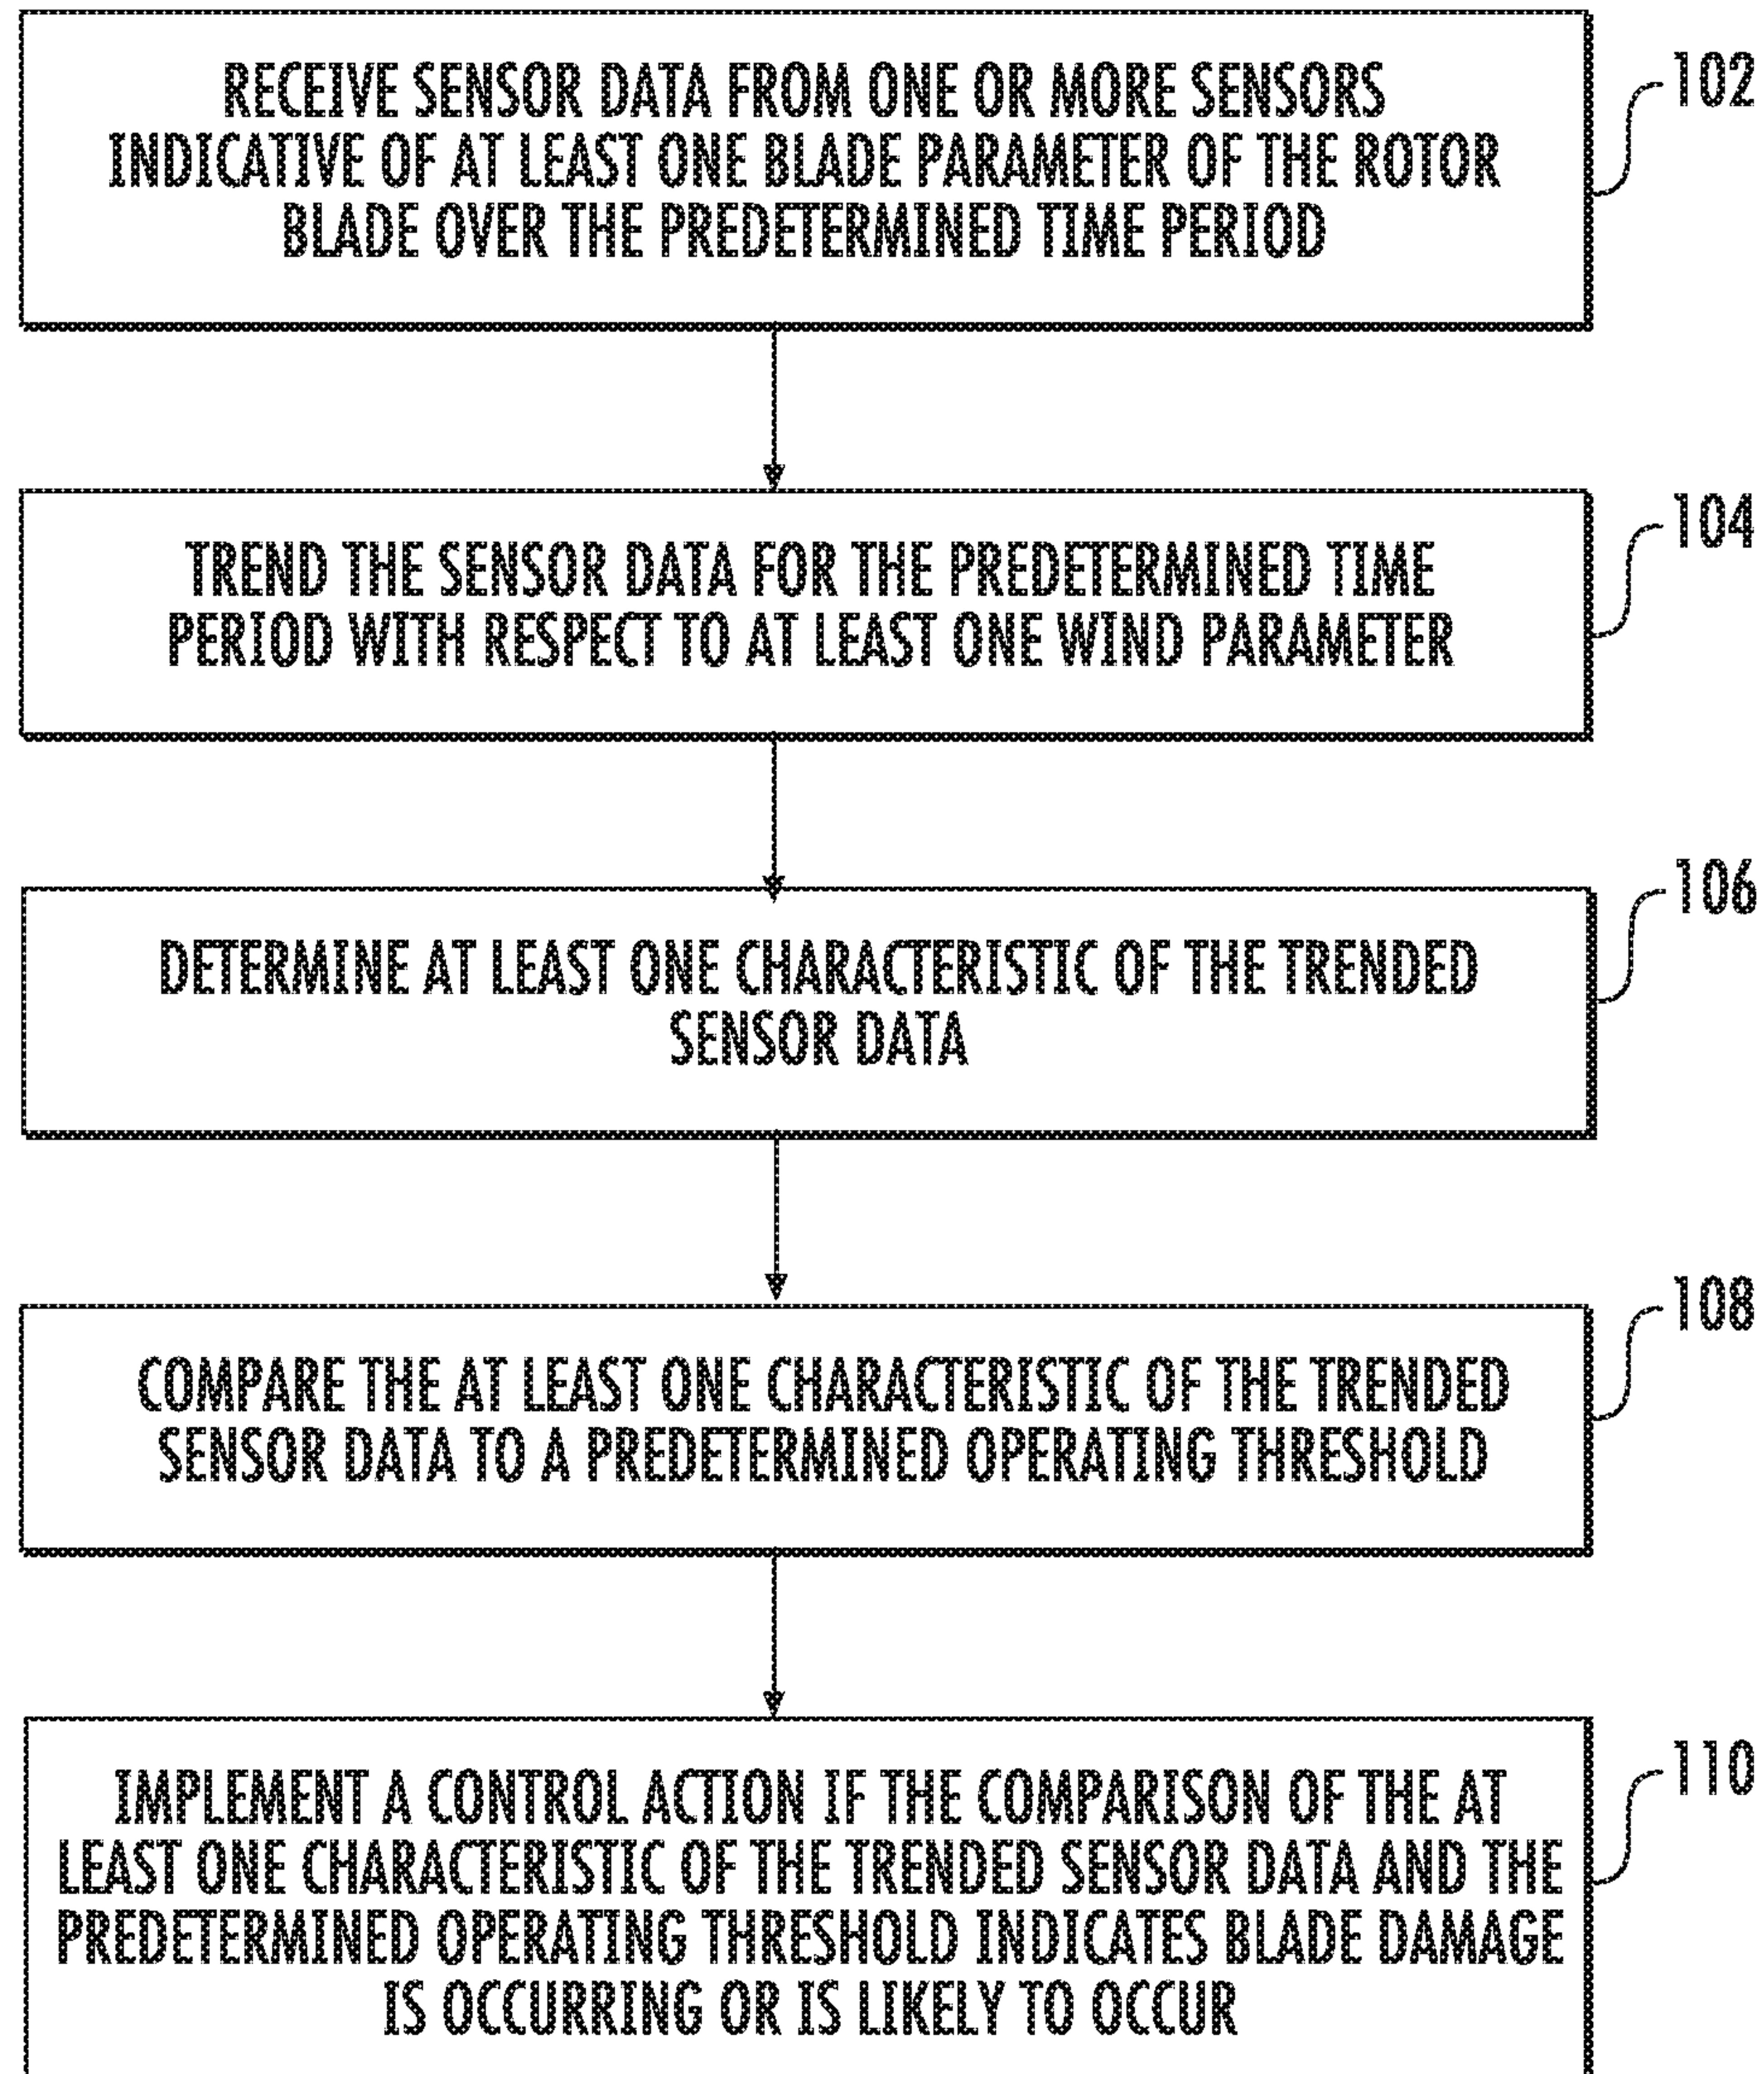 RECEIVE SENSOR DATA FROM ONE OR MORE SENSORS
INDICATIVE OF AT LEAST ONE BLADE PARAMETER OF THE ROTOR
BLADE OVER THE PREDETERMINED TIME PERIOD
102
TREND THE SENSOR DATA FOR THE PREDETERMINED TIME
PERIOD WITH RESPECT TO AT LEAST ONE WIND PARAMETER
104
DETERMINE AT LEAST ONE CHARACTERISTIC OF THE TRENDED
SENSOR DATA
106
COMPARE THE AT LEAST ONE CHARACTERISTIC OF THE TRENDED
SENSOR DATA TO A PREDETERMINED OPERATING THRESHOLD
108
IMPLEMENT A CONTROL ACTION IF THE COMPARISON OF THE AT
LEAST ONE CHARACTERISTIC OF THE TRENDED SENSOR DATA AND THE
PREDETERMINED OPERATING THRESHOLD INDICATES BLADE DAMAGE
IS OCCURRING OR IS LIKELY TO OCCUR
110